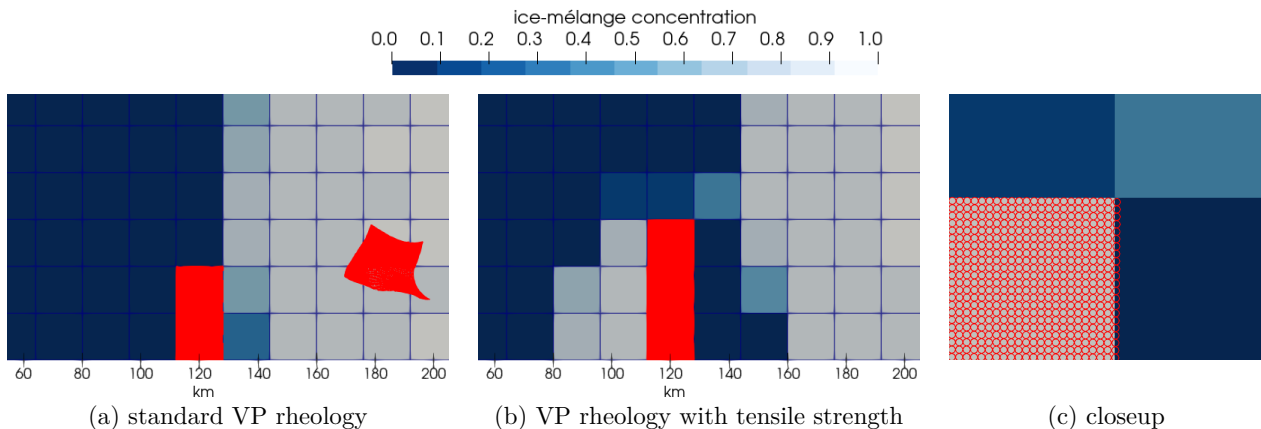 ice-mélange concentration
0.0 0.1 0.2 0.3 0.4 0.5 0.6 0.7 0.8 0.9 1.0
60 80 100 120 140 160 180 200
km
60 80 100 120 140 160 180 200
km
(a) standard VP rheology
(b) VP rheology with tensile strength
(c) closeup